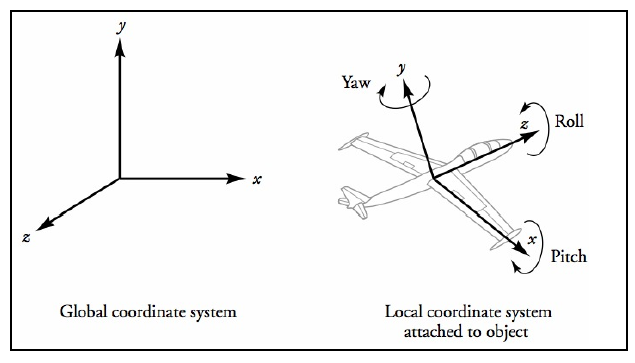 y
x
z
Global coordinate system
Yaw
y
z
Roll
x
Pitch
Local coordinate system
attached to object